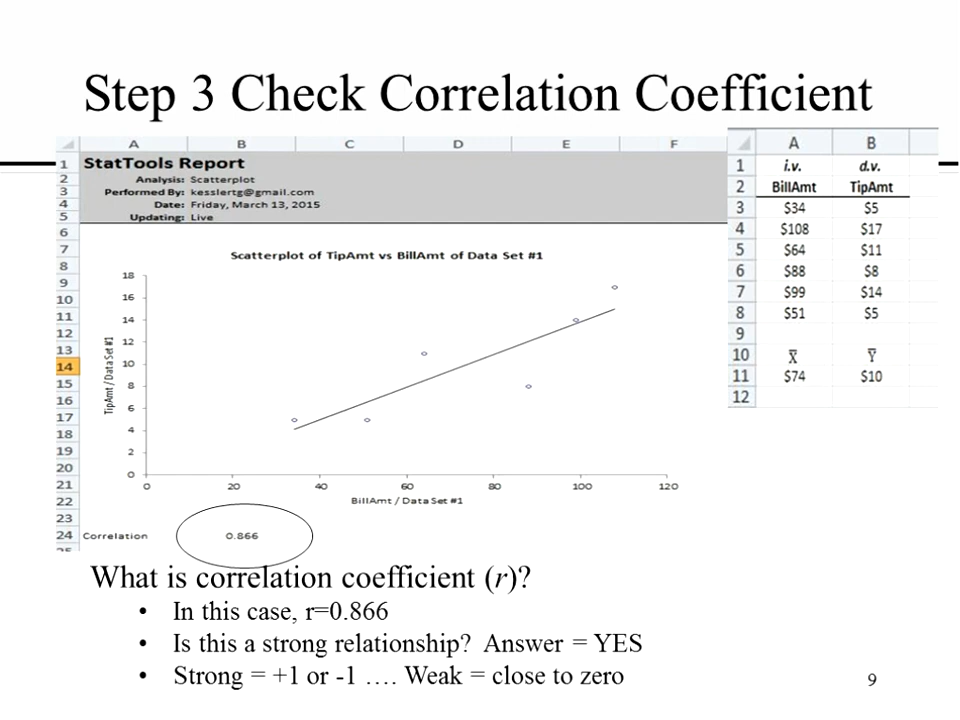 Step 3 Check Correlation Coefficient
A B C D E F
1 StatTools Report
2 Analysis: Scatterplot
3 Performed By: kesslertg@gmail.com
4 Date: Friday, March 13, 2015
5 Updating: Live
6
7 Scatterplot of TipAmt vs BillAmt of Data Set #1
8 18
9
10 16
11 14
12
13 12
14 10
15 8
16
17 6
18 4
19 2
20
21 0
TipAmt / Data Set #1
0 20 40 60 80 100 120
22 BillAmt / Data Set #1
23
24 Correlation 0.866
25
A B
1 i.v. d.v.
2 BillAmt TipAmt
3 $34 $5
4 $108 $17
5 $64 $11
6 $88 $8
7 $99 $14
8 $51 $5
9
10 X̅ Y̅
11 $74 $10
12
What is correlation coefficient (r)?
• In this case, r=0.866
• Is this a strong relationship? Answer = YES
• Strong = +1 or -1 …. Weak = close to zero
9